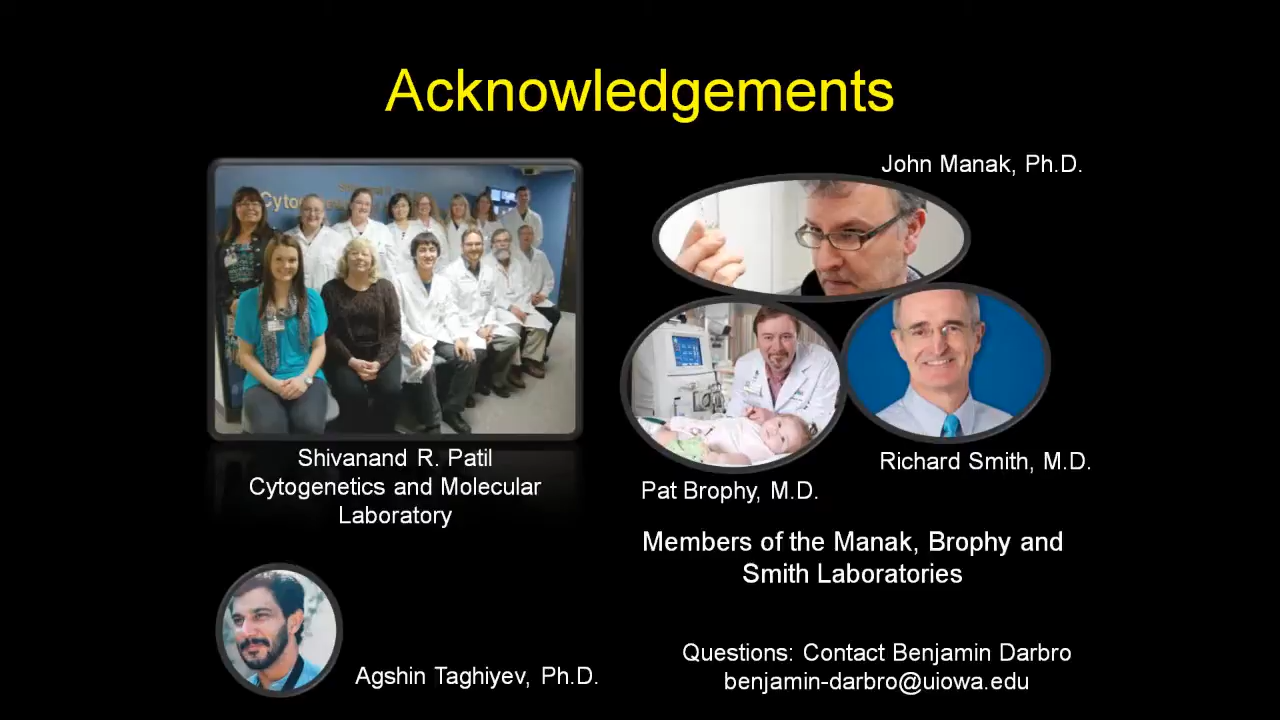 Acknowledgements
John Manak, Ph.D.
Shivanand R. Patil
Cytogenetics and Molecular
Laboratory
Richard Smith, M.D.
Pat Brophy, M.D.
Members of the Manak, Brophy and
Smith Laboratories
Agshin Taghiyev, Ph.D.
Questions: Contact Benjamin Darbro
benjamin-darbro@uiowa.edu